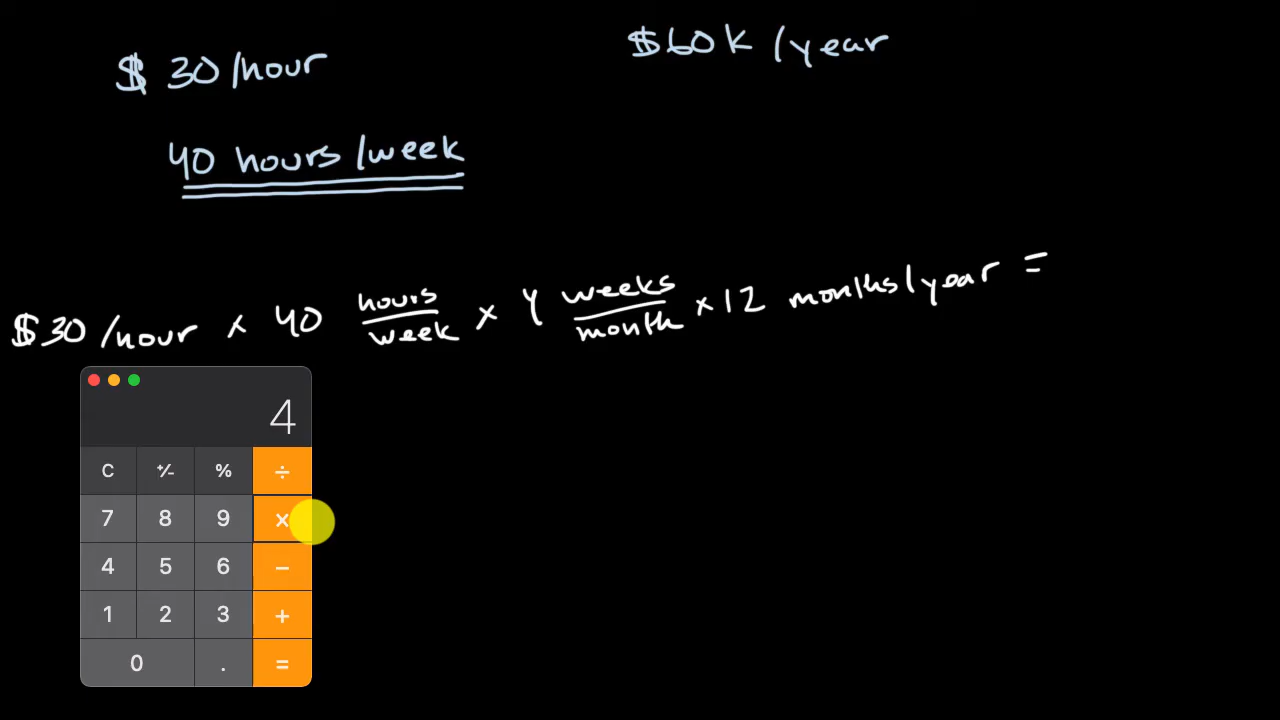 $30/hour
$60k/year
40 hours/week
$30/hour × 40 hours/week × 4 weeks/month × 12 months/year =
4
C +/- % ÷
7 8 9 ×
4 5 6 −
1 2 3 +
0 . =